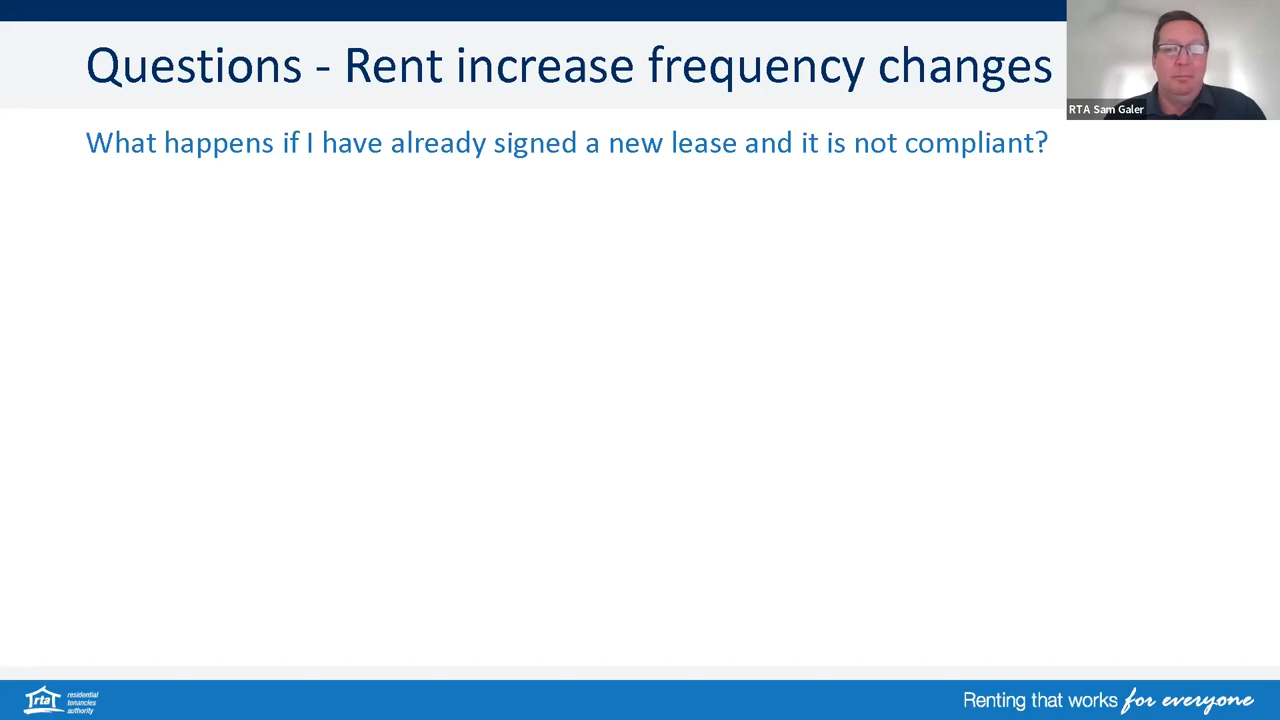 Questions - Rent increase frequency changes
RTA Sam Galer
What happens if I have already signed a new lease and it is not compliant?
rta
residential
tenancies
authority
Renting that works for everyone